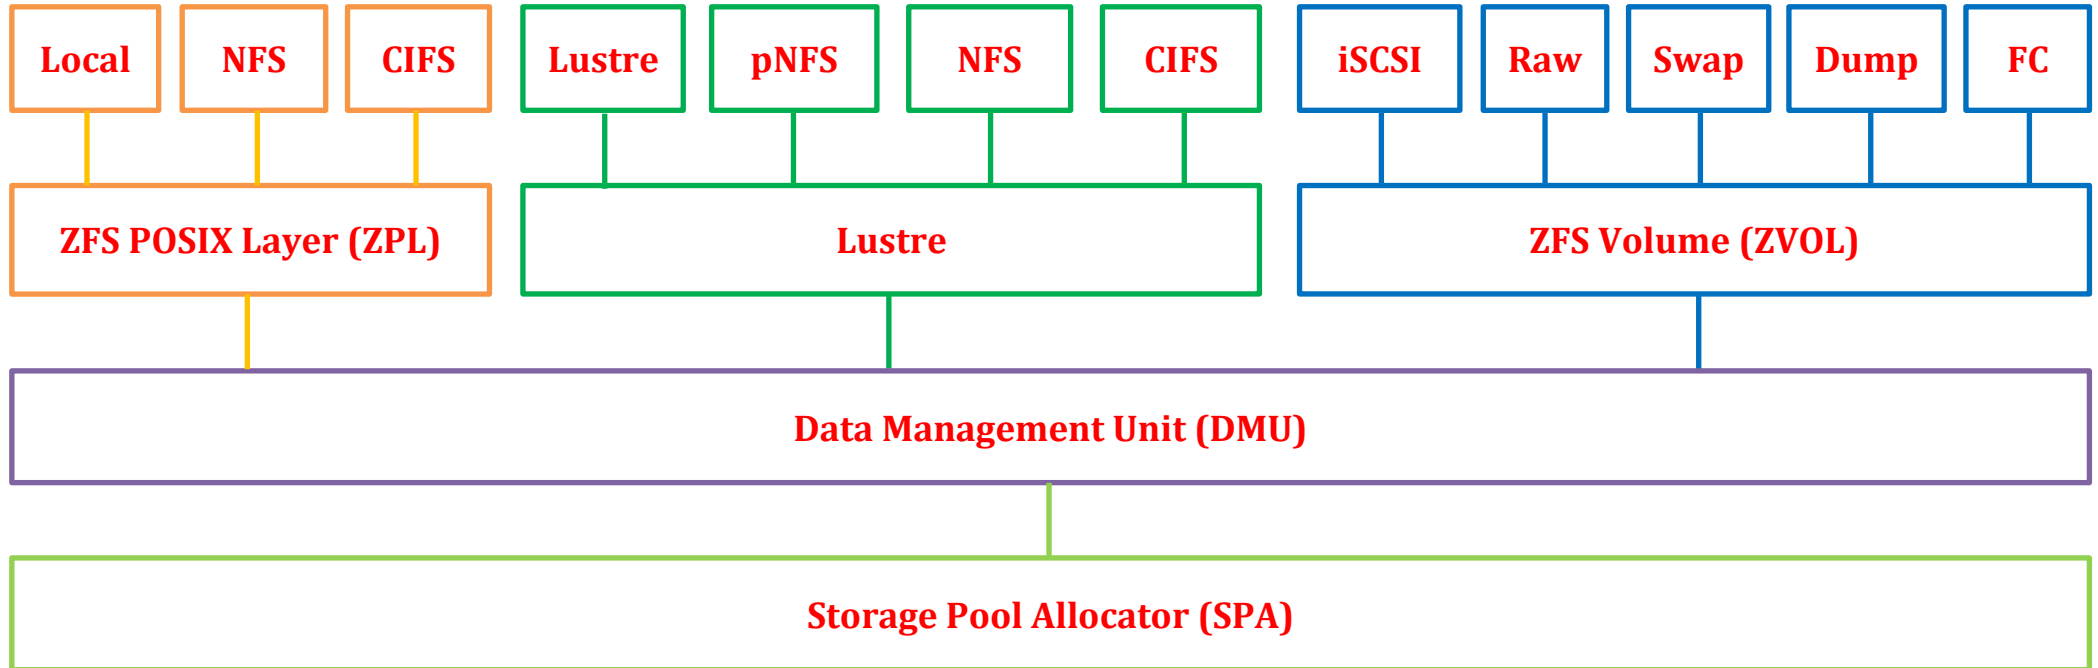 Local
NFS
CIFS
Lustre
pNFS
NFS
CIFS
iSCSI
Raw
Swap
Dump
FC
ZFS POSIX Layer (ZPL)
Lustre
ZFS Volume (ZVOL)
Data Management Unit (DMU)
Storage Pool Allocator (SPA)